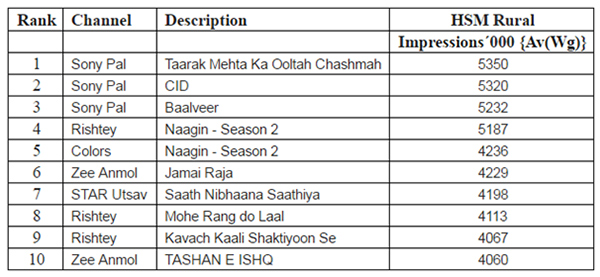 Rank Channel Description HSM Rural
Impressions´000 {Av(Wg)}
1 Sony Pal Taarak Mehta Ka Ooltah Chashmah 5350
2 Sony Pal CID 5320
3 Sony Pal Baalveer 5232
4 Rishtey Naagin - Season 2 5187
5 Colors Naagin - Season 2 4236
6 Zee Anmol Jamai Raja 4229
7 STAR Utsav Saath Nibhaana Saathiya 4198
8 Rishtey Mohe Rang do Laal 4113
9 Rishtey Kavach Kaali Shaktiyoon Se 4067
10 Zee Anmol TASHAN E ISHQ 4060